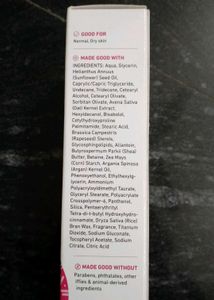 GOOD FOR
Normal, Dry skin
MADE GOOD WITH
INGREDIENTS: Aqua, Glycerin,
Helianthus Annuus
(Sunflower) Seed Oil,
Caprylic/Capric Triglyceride,
Undecane, Tridecane, Cetearyl
Alcohol, Cetearyl Olivate,
Sorbitan Olivate, Avena Sativa
(Oat) Kernel Extract,
Hexyldecanol, Bisabolol,
Cetylhydroxyproline
Palmitamide, Stearic Acid,
Brassica Campestris
(Rapeseed) Sterols,
Glycosphingolipids, Allantoin,
Butyrospermum Parkii (Shea)
Butter, Betaine, Zea Mays
(Corn) Starch, Argania Spinosa
(Argan) Kernel Oil,
Phenoxyethanol, Ethylhexylg-
lycerin, Ammonium
Polyacryloyldimethyl Taurate,
Glyceryl Stearate, Polyacrylate
Crosspolymer-6, Panthenol,
Silica, Pentaerythrityl
Tetra-di-t-butyl Hydroxyhydro-
cinnamate, Oryza Sativa (Rice)
Bran Wax, Fragrance, Titanium
Dioxide, Sodium Gluconate,
Tocopheryl Acetate, Sodium
Citrate, Citric Acid
MADE GOOD WITHOUT
Parabens, phthalates, other
iffies & animal derived
ingredients